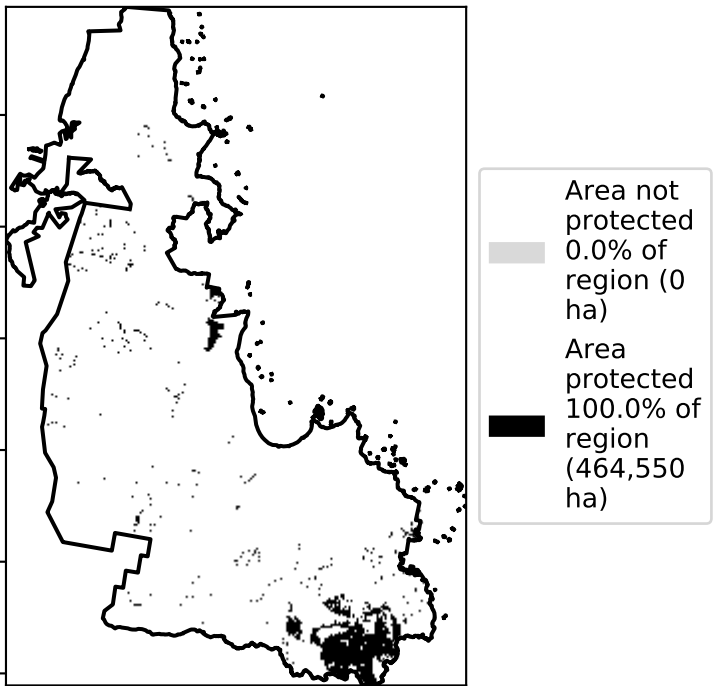 Area not
protected
0.0% of
region (0
ha)
Area
protected
100.0% of
region
(464,550
ha)